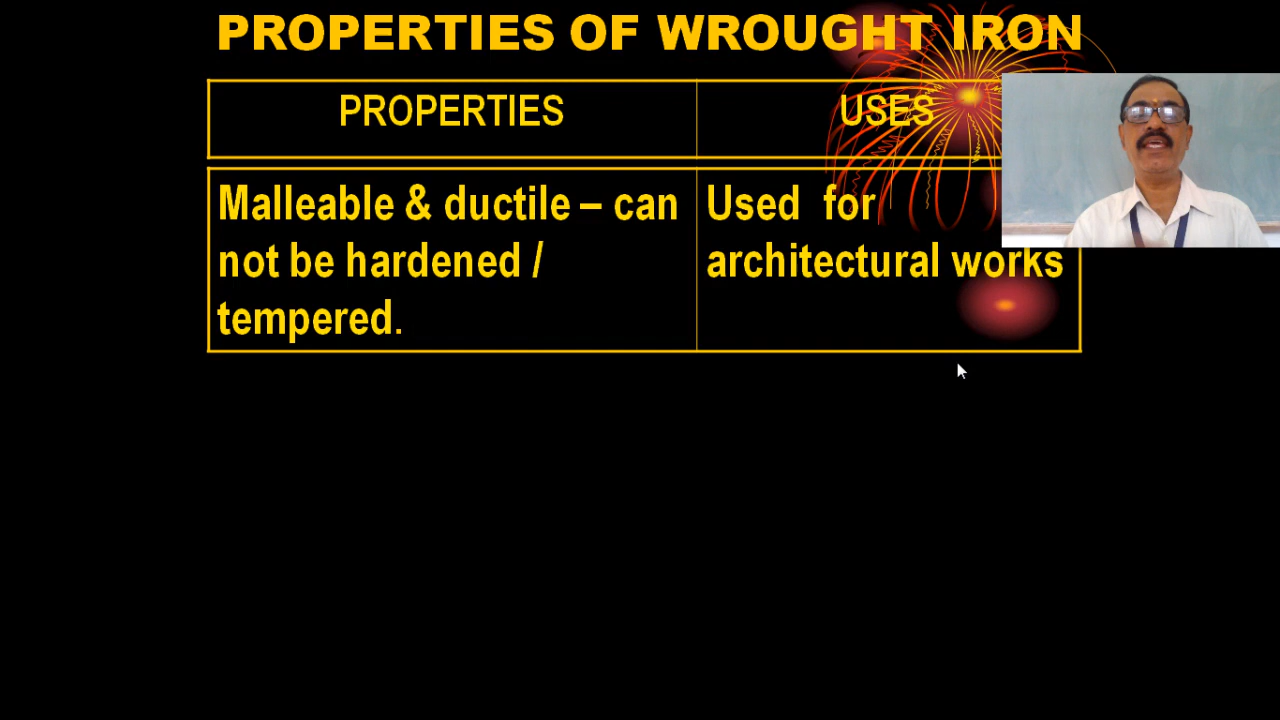 PROPERTIES OF WROUGHT IRON
PROPERTIES
USES
Malleable & ductile – can
not be hardened /
tempered.
Used for
architectural works